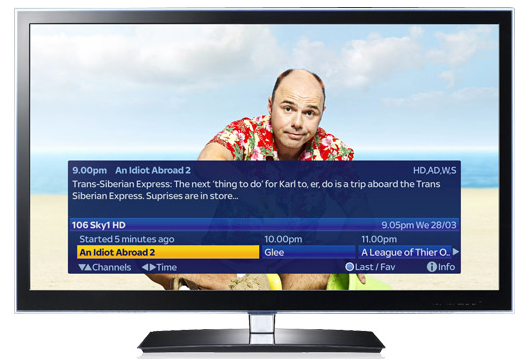 9.00pm An Idiot Abroad 2 HD,AD,W,S
Trans-Siberian Express: The next 'thing to do' for Karl to, er, do is a trip aboard the Trans
Siberian Express. Suprises are in store...
106 Sky1 HD 9.05pm We 28/03
Started 5 minutes ago 10.00pm 11.00pm
An Idiot Abroad 2 Glee A League of Thier O..
Channels Time Last / Fav i Info